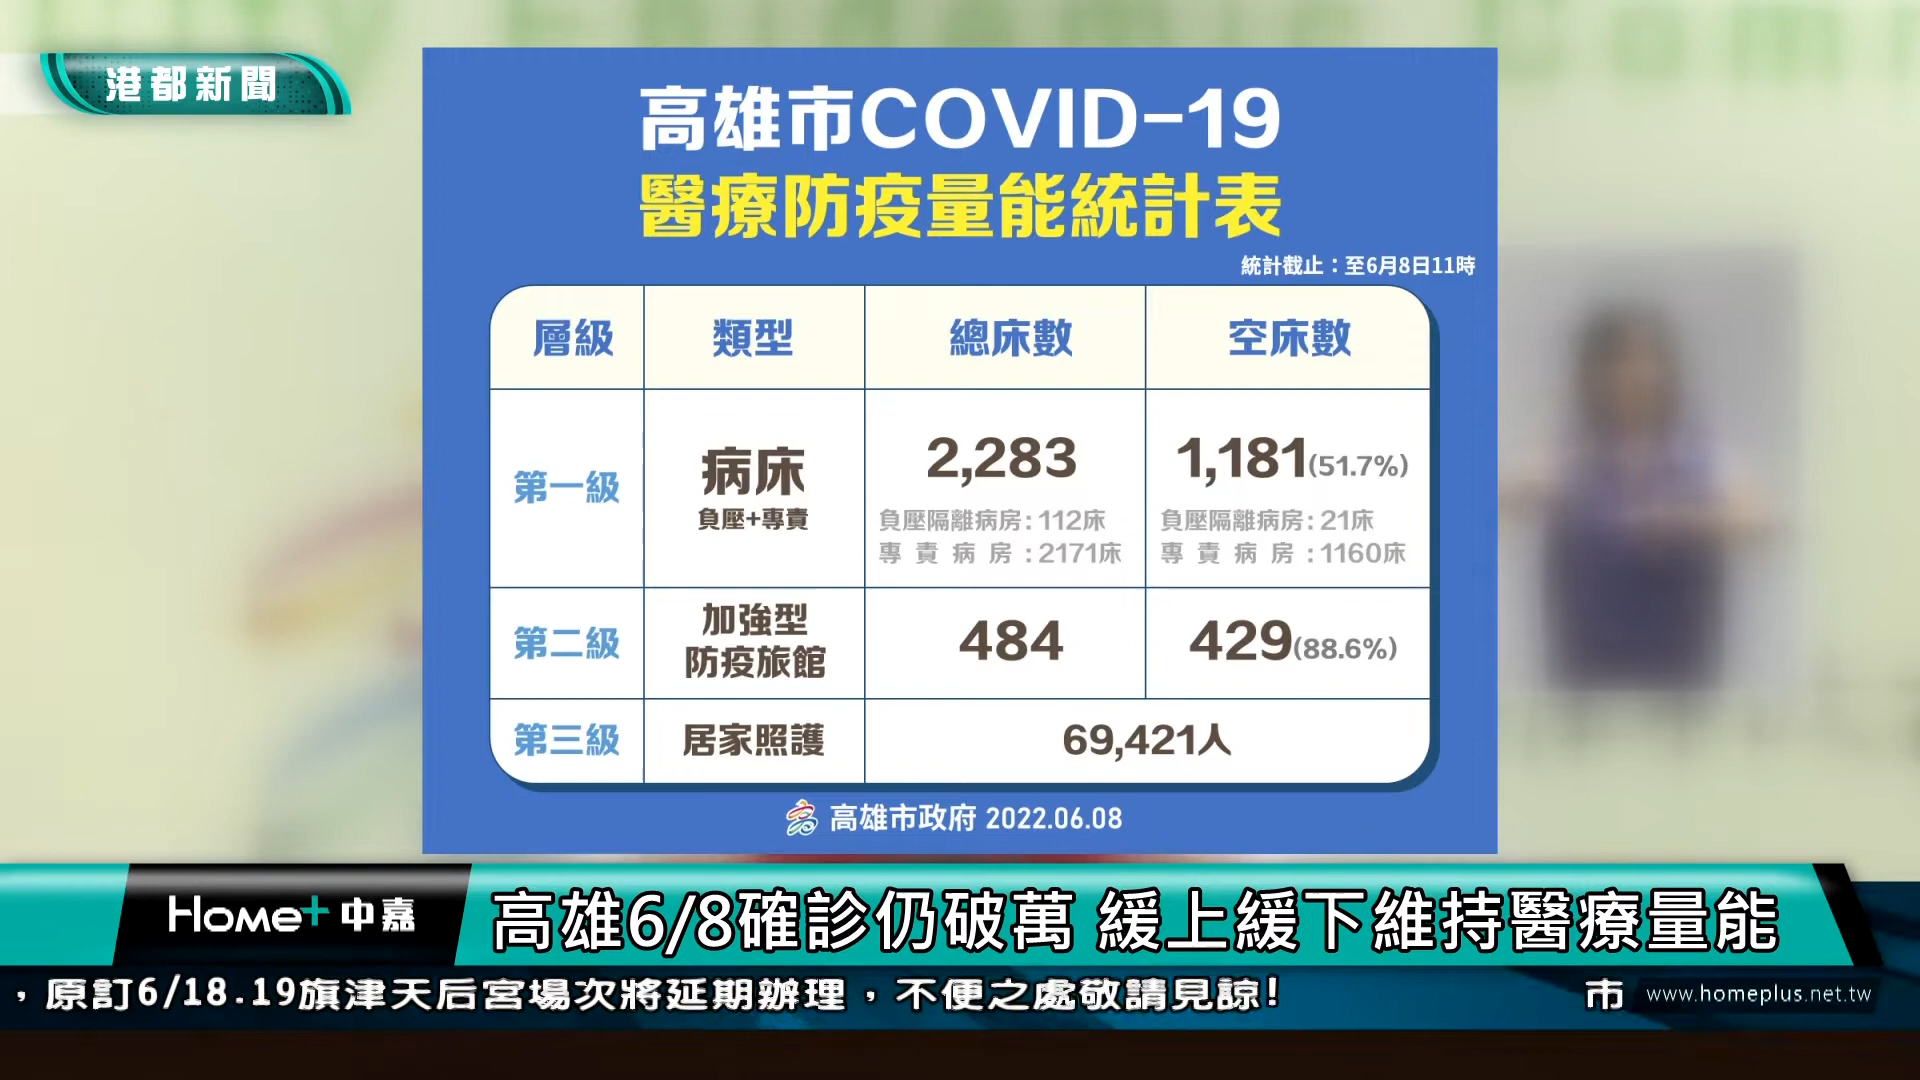 港都新聞
高雄市COVID-19
醫療防疫量能統計表
統計截止：至6月8日11時
層級 類型 總床數 空床數
第一級 病床 負壓+專責 2,283 1,181(51.7%)
負壓隔離病房：112床 負壓隔離病房：21床
專責病房：2171床 專責病房：1160床
第二級 加強型防疫旅館 484 429(88.6%)
第三級 居家照護 69,421人
高雄市政府 2022.06.08
Home+中嘉 高雄6/8確診仍破萬 緩上緩下維持醫療量能
，原訂6/18.19旗津天后宮場次將延期辦理，不便之處敬請見諒! 市 www.homeplus.net.tw